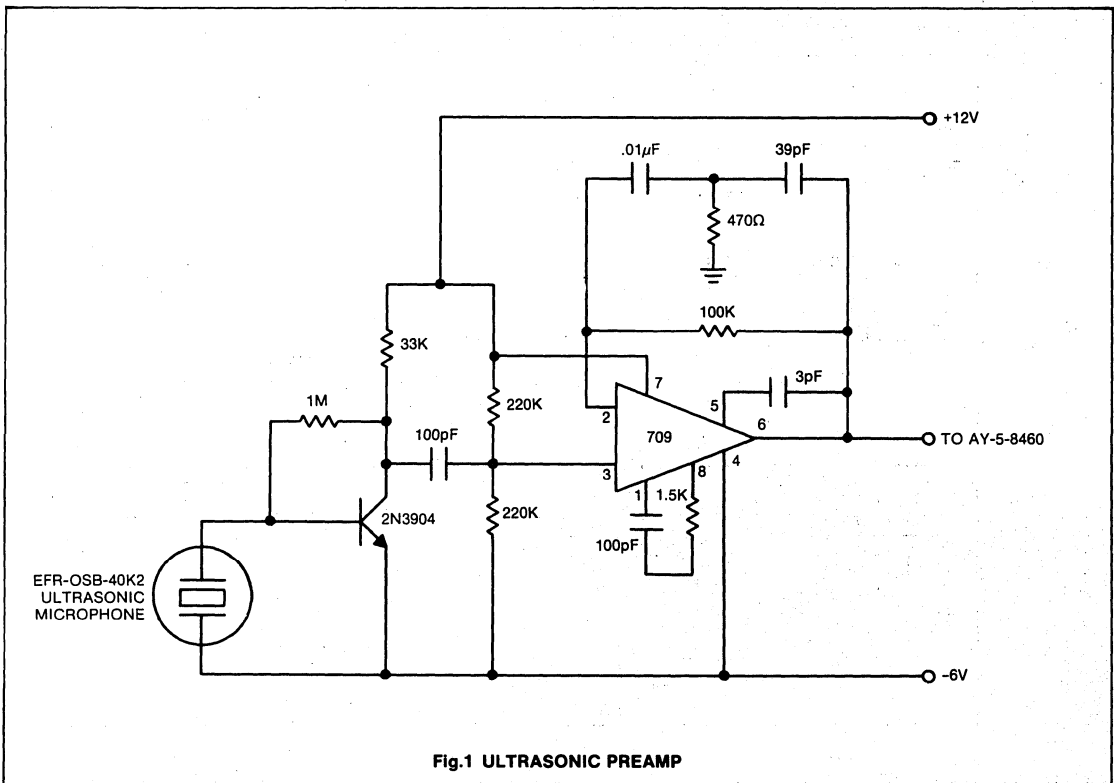 +12V
.01µF
39pF
470Ω
100K
33K
7
3pF
1M
220K
5
2
6
709
TO AY-5-8460
100pF
4
3
8
1
1.5K
2N3904
220K
100pF
EFR-OSB-40K2
ULTRASONIC
MICROPHONE
–6V
Fig.1 ULTRASONIC PREAMP